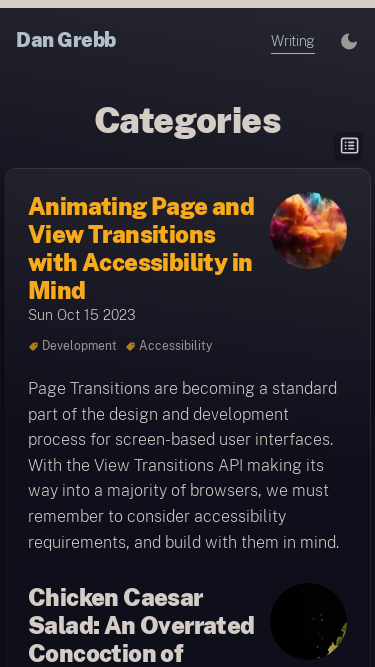 Dan Grebb
Writing
Categories
Animating Page and
View Transitions
with Accessibility in
Mind
Sun Oct 15 2023
Development Accessibility
Page Transitions are becoming a standard
part of the design and development
process for screen-based user interfaces.
With the View Transitions API making its
way into a majority of browsers, we must
remember to consider accessibility
requirements, and build with them in mind.
Chicken Caesar
Salad: An Overrated
Concoction of